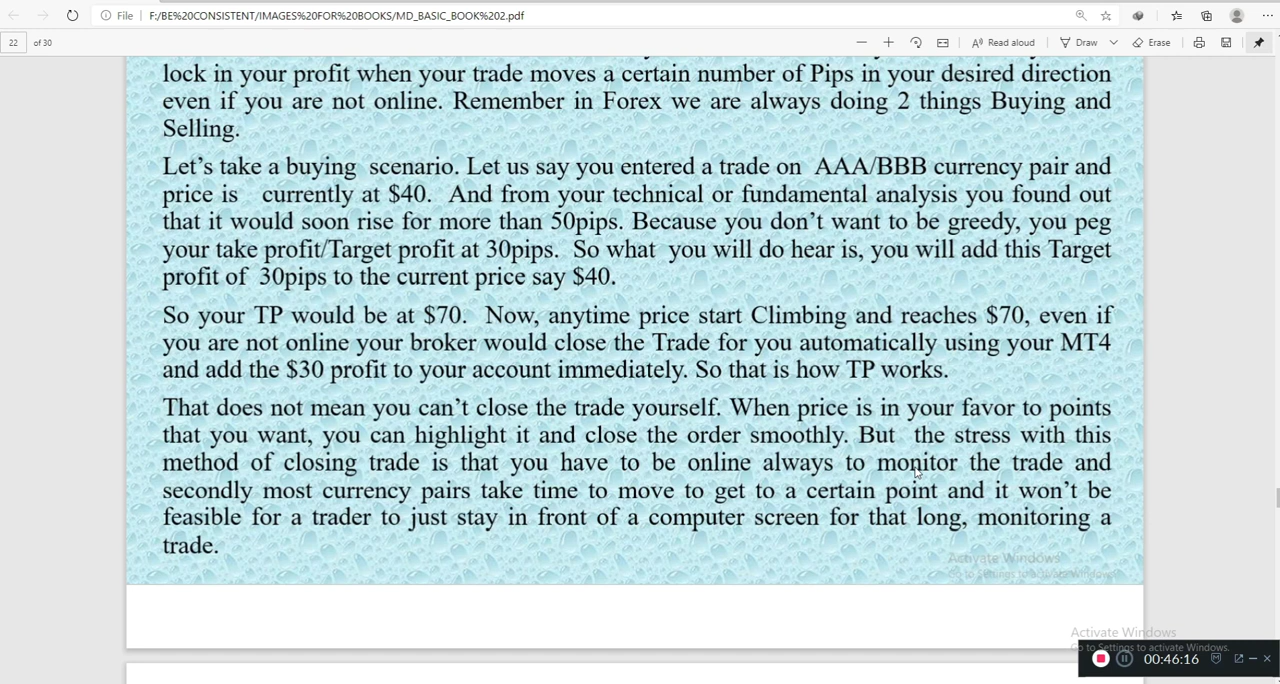 File F:/BE%20CONSISTENT/IMAGES%20FOR%20BOOKS/MD_BASIC_BOOK%202.pdf
22 of 30 Read aloud Draw Erase
lock in your profit when your trade moves a certain number of Pips in your desired direction
even if you are not online. Remember in Forex we are always doing 2 things Buying and
Selling.
Let's take a buying scenario. Let us say you entered a trade on AAA/BBB currency pair and
price is currently at $40. And from your technical or fundamental analysis you found out
that it would soon rise for more than 50pips. Because you don't want to be greedy, you peg
your take profit/Target profit at 30pips. So what you will do hear is, you will add this Target
profit of 30pips to the current price say $40.
So your TP would be at $70. Now, anytime price start Climbing and reaches $70, even if
you are not online your broker would close the Trade for you automatically using your MT4
and add the $30 profit to your account immediately. So that is how TP works.
That does not mean you can't close the trade yourself. When price is in your favor to points
that you want, you can highlight it and close the order smoothly. But the stress with this
method of closing trade is that you have to be online always to monitor the trade and
secondly most currency pairs take time to move to get to a certain point and it won't be
feasible for a trader to just stay in front of a computer screen for that long, monitoring a
trade.
Activate Windows
Go to Settings to activate Windows.
Activate Windows
Go to Settings to activate Windows.
00:46:16